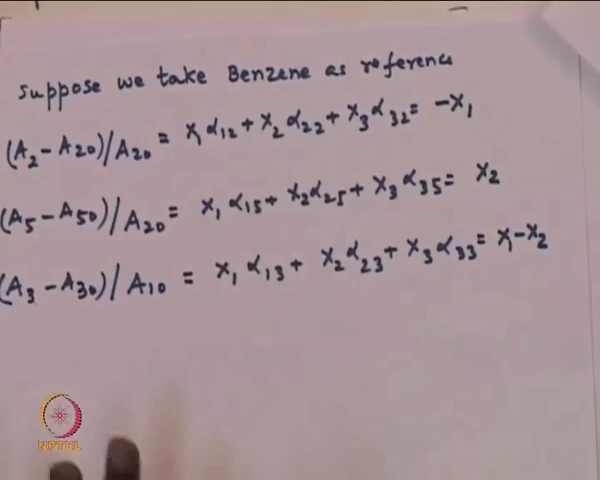 Suppose we take Benzene as reference
(A₂ - A₂₀)/A₂₀ = x₁α₁₂ + x₂α₂₂ + x₃α₃₂ = -x₁
(A₅ - A₅₀)/A₂₀ = x₁α₁₅ + x₂α₂₅ + x₃α₃₅ = x₂
(A₃ - A₃₀)/A₁₀ = x₁α₁₃ + x₂α₂₃ + x₃α₃₃ = x₁-x₂
NPTEL